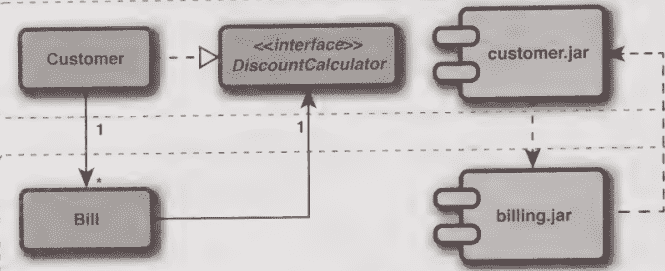 Customer
<<interface>>
DiscountCalculator
customer.jar
1
1
*
Bill
billing.jar